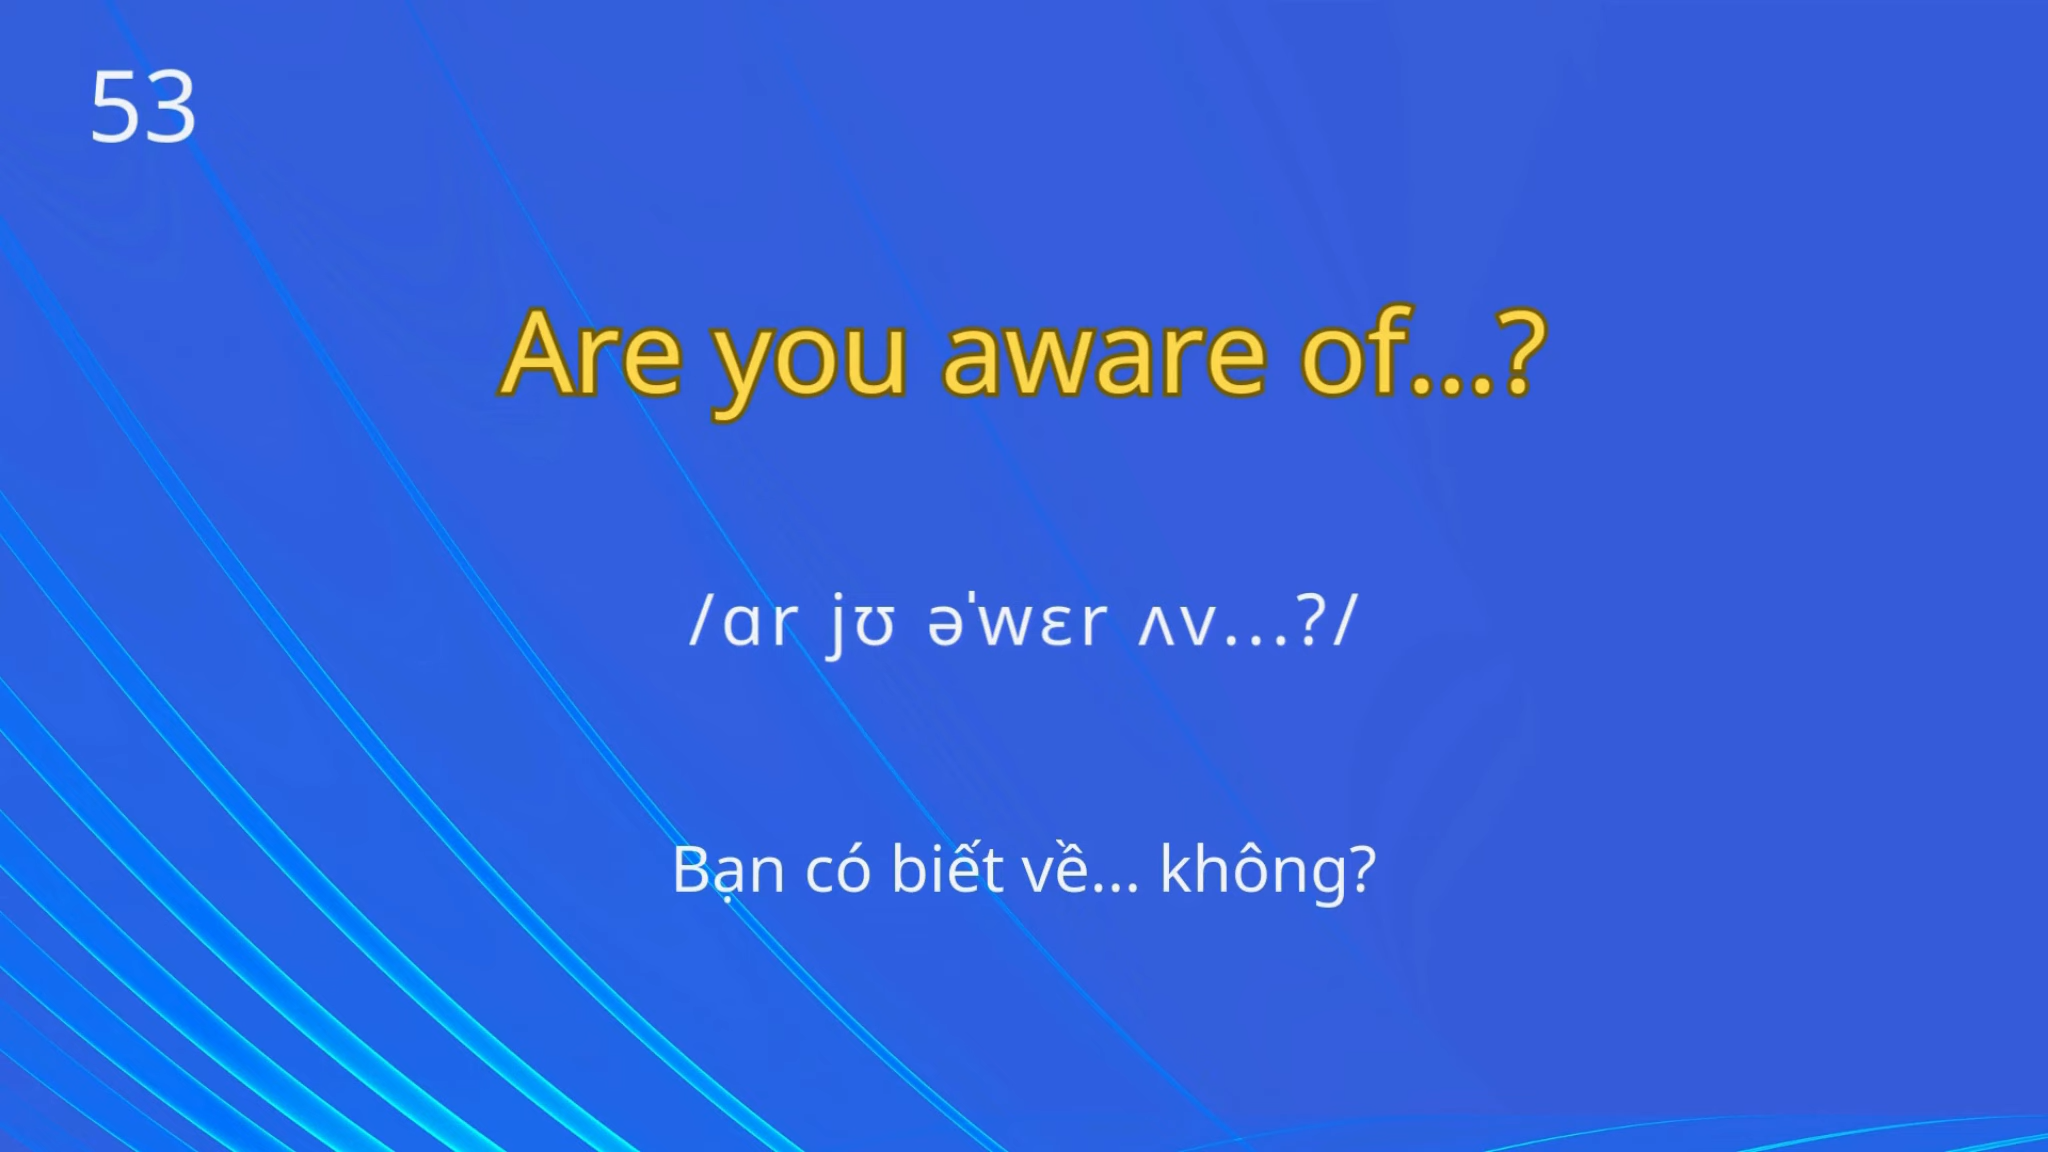 53
Are you aware of...?
/ɑr jʊ əˈwɛr ʌv...?/
Bạn có biết về... không?